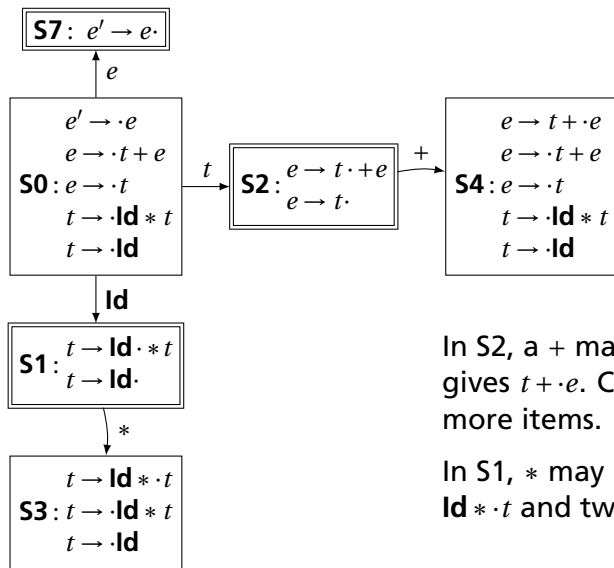 S7: e′ → e·
e
e′ → ·e
e → ·t + e
S0: e → ·t
t → ·Id * t
t → ·Id
t
S2: e → t· + e
e → t·
+
e → t + ·e
e → ·t + e
S4: e → ·t
t → ·Id * t
t → ·Id
Id
S1: t → Id· * t
t → Id·
*
t → Id * ·t
S3: t → ·Id * t
t → ·Id
In S2, a + ma
gives t + ·e. C
more items.
In S1, * may
Id * ·t and tw